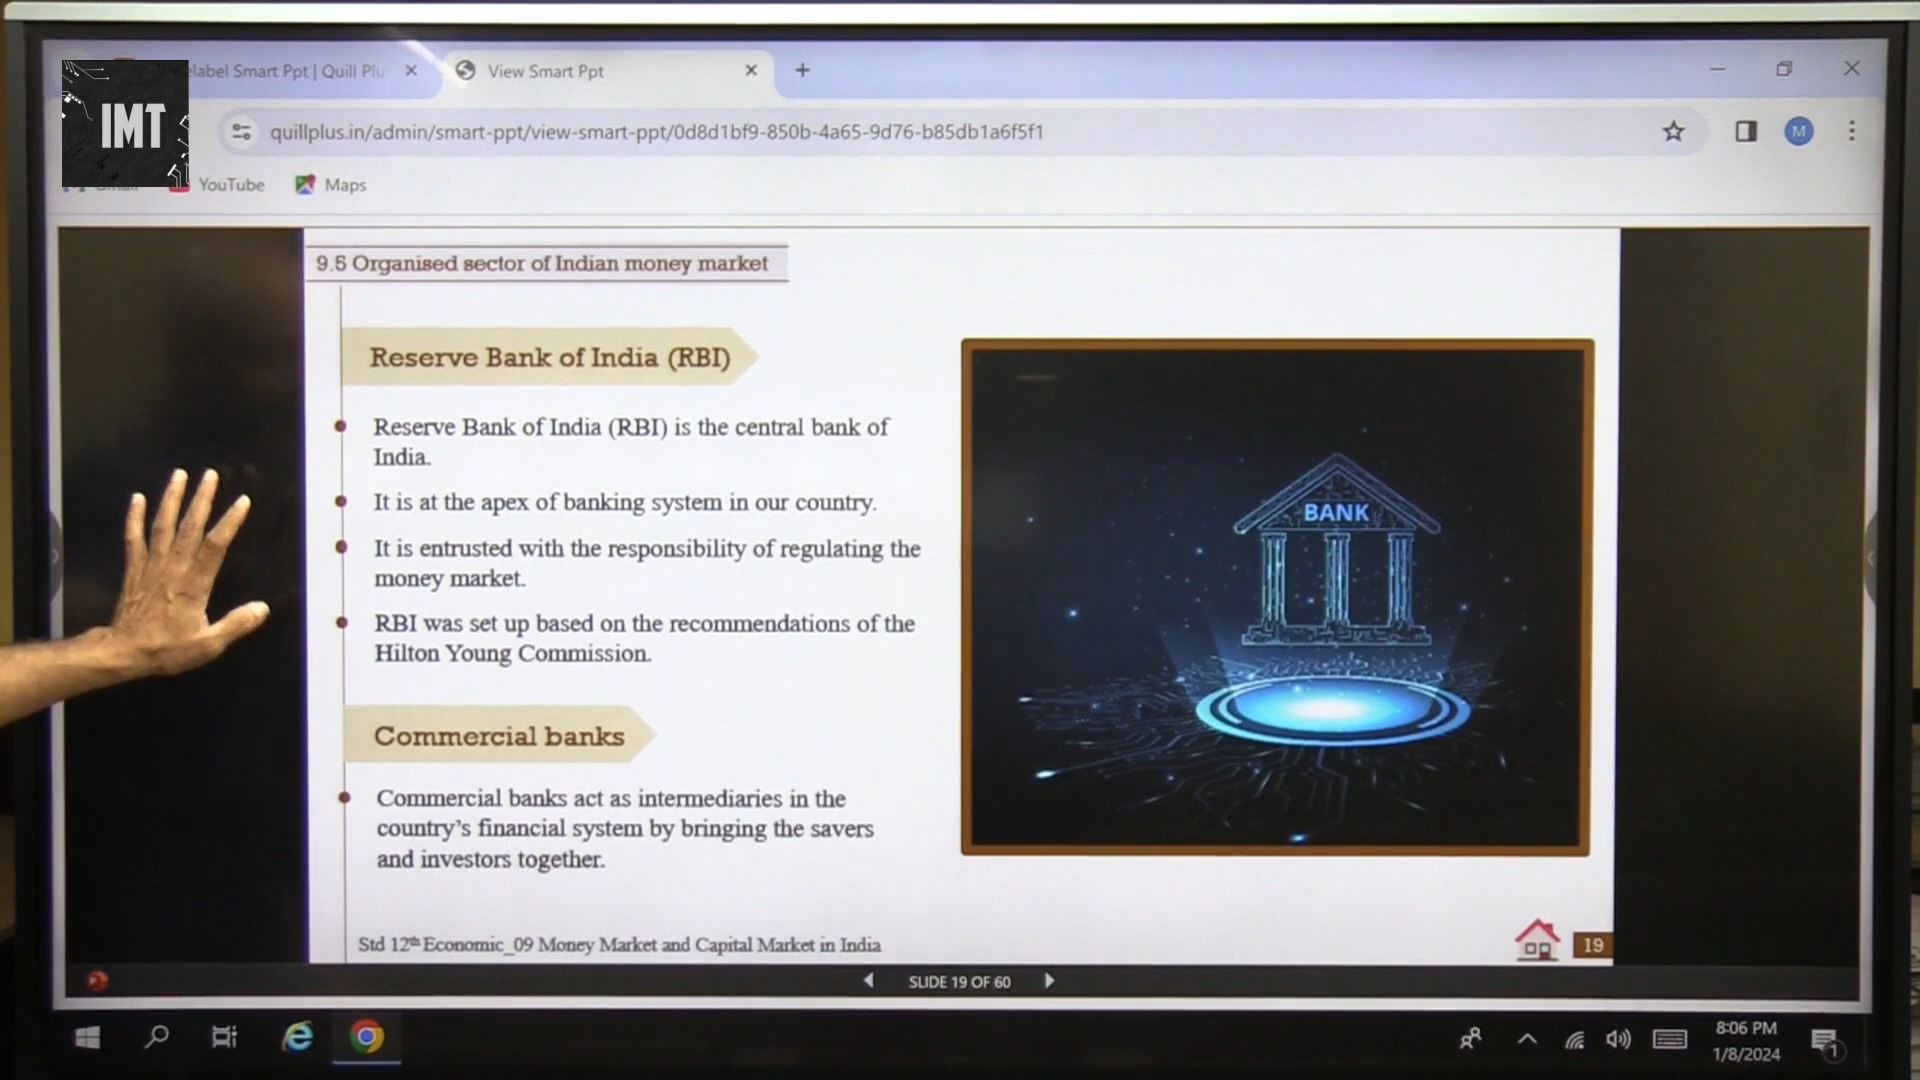 elabel Smart Ppt | Quill Plu
View Smart Ppt
IMT
quillplus.in/admin/smart-ppt/view-smart-ppt/0d8d1bf9-850b-4a65-9d76-b85db1a6f5f1
M
Gmail
YouTube
Maps
9.5 Organised sector of Indian money market
Reserve Bank of India (RBI)
Reserve Bank of India (RBI) is the central bank of
India.
It is at the apex of banking system in our country.
It is entrusted with the responsibility of regulating the
money market.
RBI was set up based on the recommendations of the
Hilton Young Commission.
BANK
Commercial banks
Commercial banks act as intermediaries in the
country's financial system by bringing the savers
and investors together.
Std 12th Economic_09 Money Market and Capital Market in India
19
SLIDE 19 OF 60
8:06 PM
1/8/2024
1